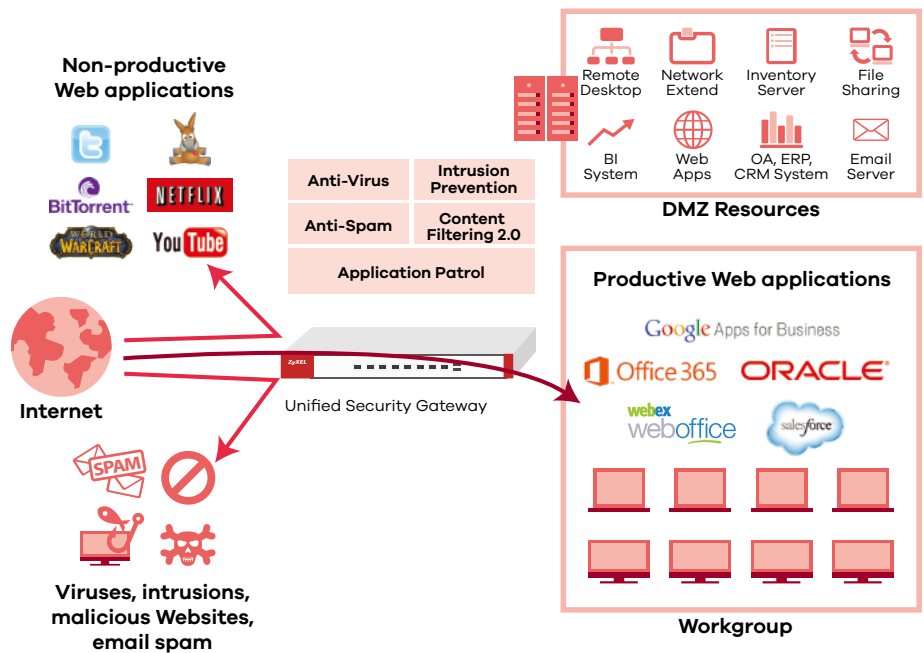 Non-productive
Web applications
BitTorrent
NETFLIX
WORLD
WARCRAFT
You Tube
Internet
SPAM
Viruses, intrusions,
malicious Websites,
email spam
Anti-Virus
Intrusion
Prevention
Anti-Spam
Content
Filtering 2.0
Application Patrol
ZyXEL
Unified Security Gateway
Remote
Desktop
Network
Extend
Inventory
Server
File
Sharing
BI
System
Web
Apps
OA, ERP,
CRM System
Email
Server
DMZ Resources
Productive Web applications
Google Apps for Business
Office 365
ORACLE®
webex
weboffice
salesforce
Workgroup